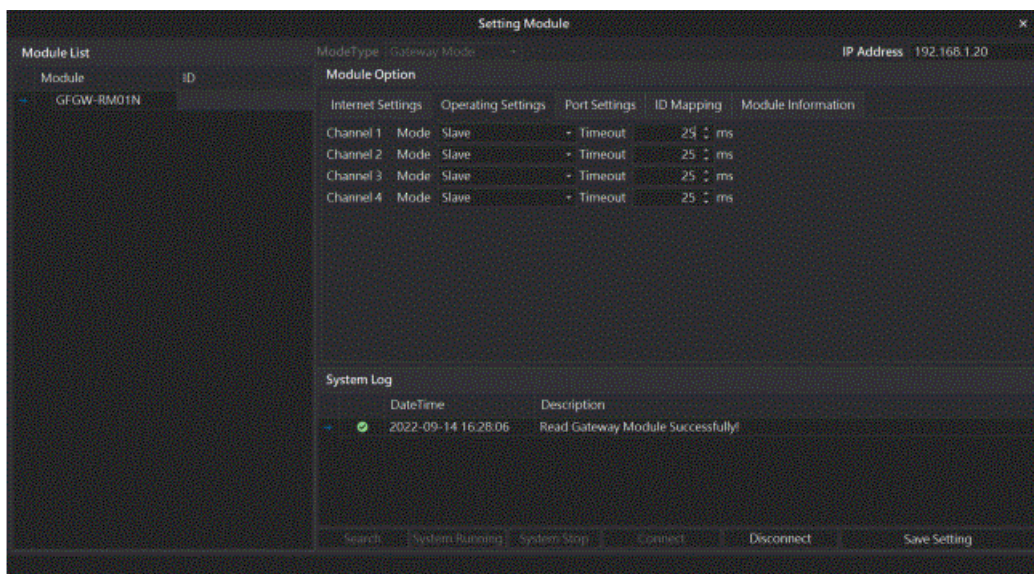 Setting Module ×
Module List
ModeType Gateway Mode
IP Address 192.168.1.20
Module ID
GFGW-RM01N
Module Option
Internet Settings Operating Settings Port Settings ID Mapping Module Information
Channel 1 Mode Slave Timeout 25 ms
Channel 2 Mode Slave Timeout 25 ms
Channel 3 Mode Slave Timeout 25 ms
Channel 4 Mode Slave Timeout 25 ms
System Log
DateTime Description
2022-09-14 16:28:06 Read Gateway Module Successfully!
Search System Running System Stop Connect Disconnect Save Setting